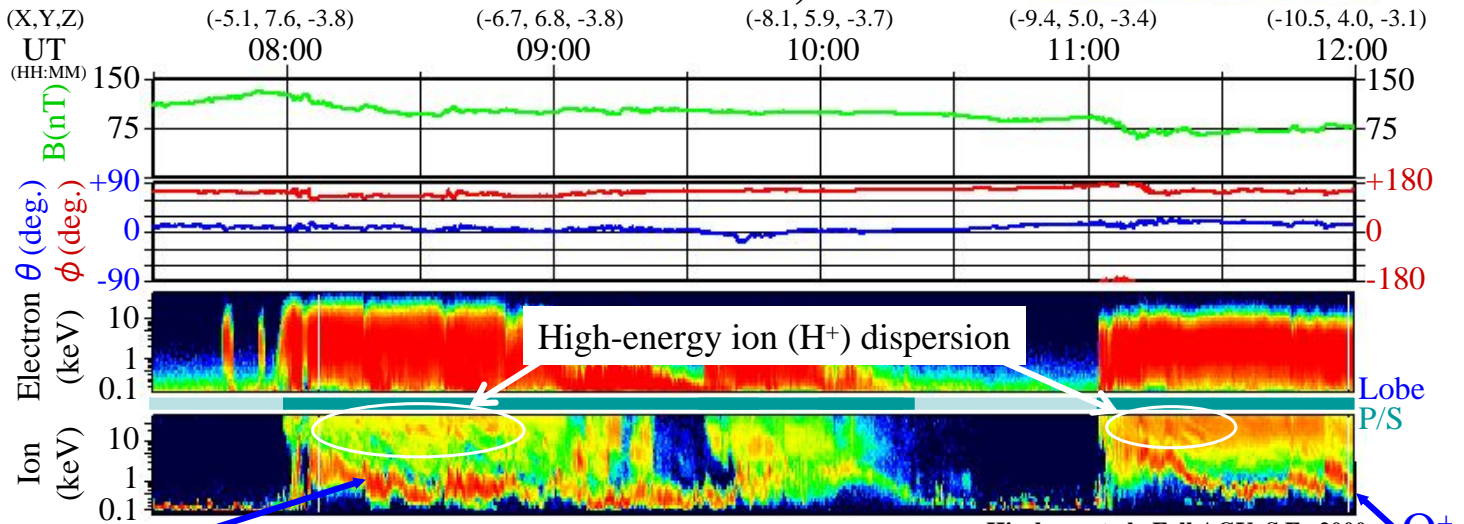 (X,Y,Z) (-5.1, 7.6, -3.8) (-6.7, 6.8, -3.8) (-8.1, 5.9, -3.7) (-9.4, 5.0, -3.4) (-10.5, 4.0, -3.1)
UT 08:00 09:00 10:00 11:00 12:00
(HH:MM)
150 150
B(nT)
75 75
+90 -90 +180
θ (deg.)
ϕ (deg.)
0 0
-90 -180
Electron
(keV)
10
1
0.1
High-energy ion (H+) dispersion
Lobe
P/S
Ion
(keV)
10
1
0.1
O+